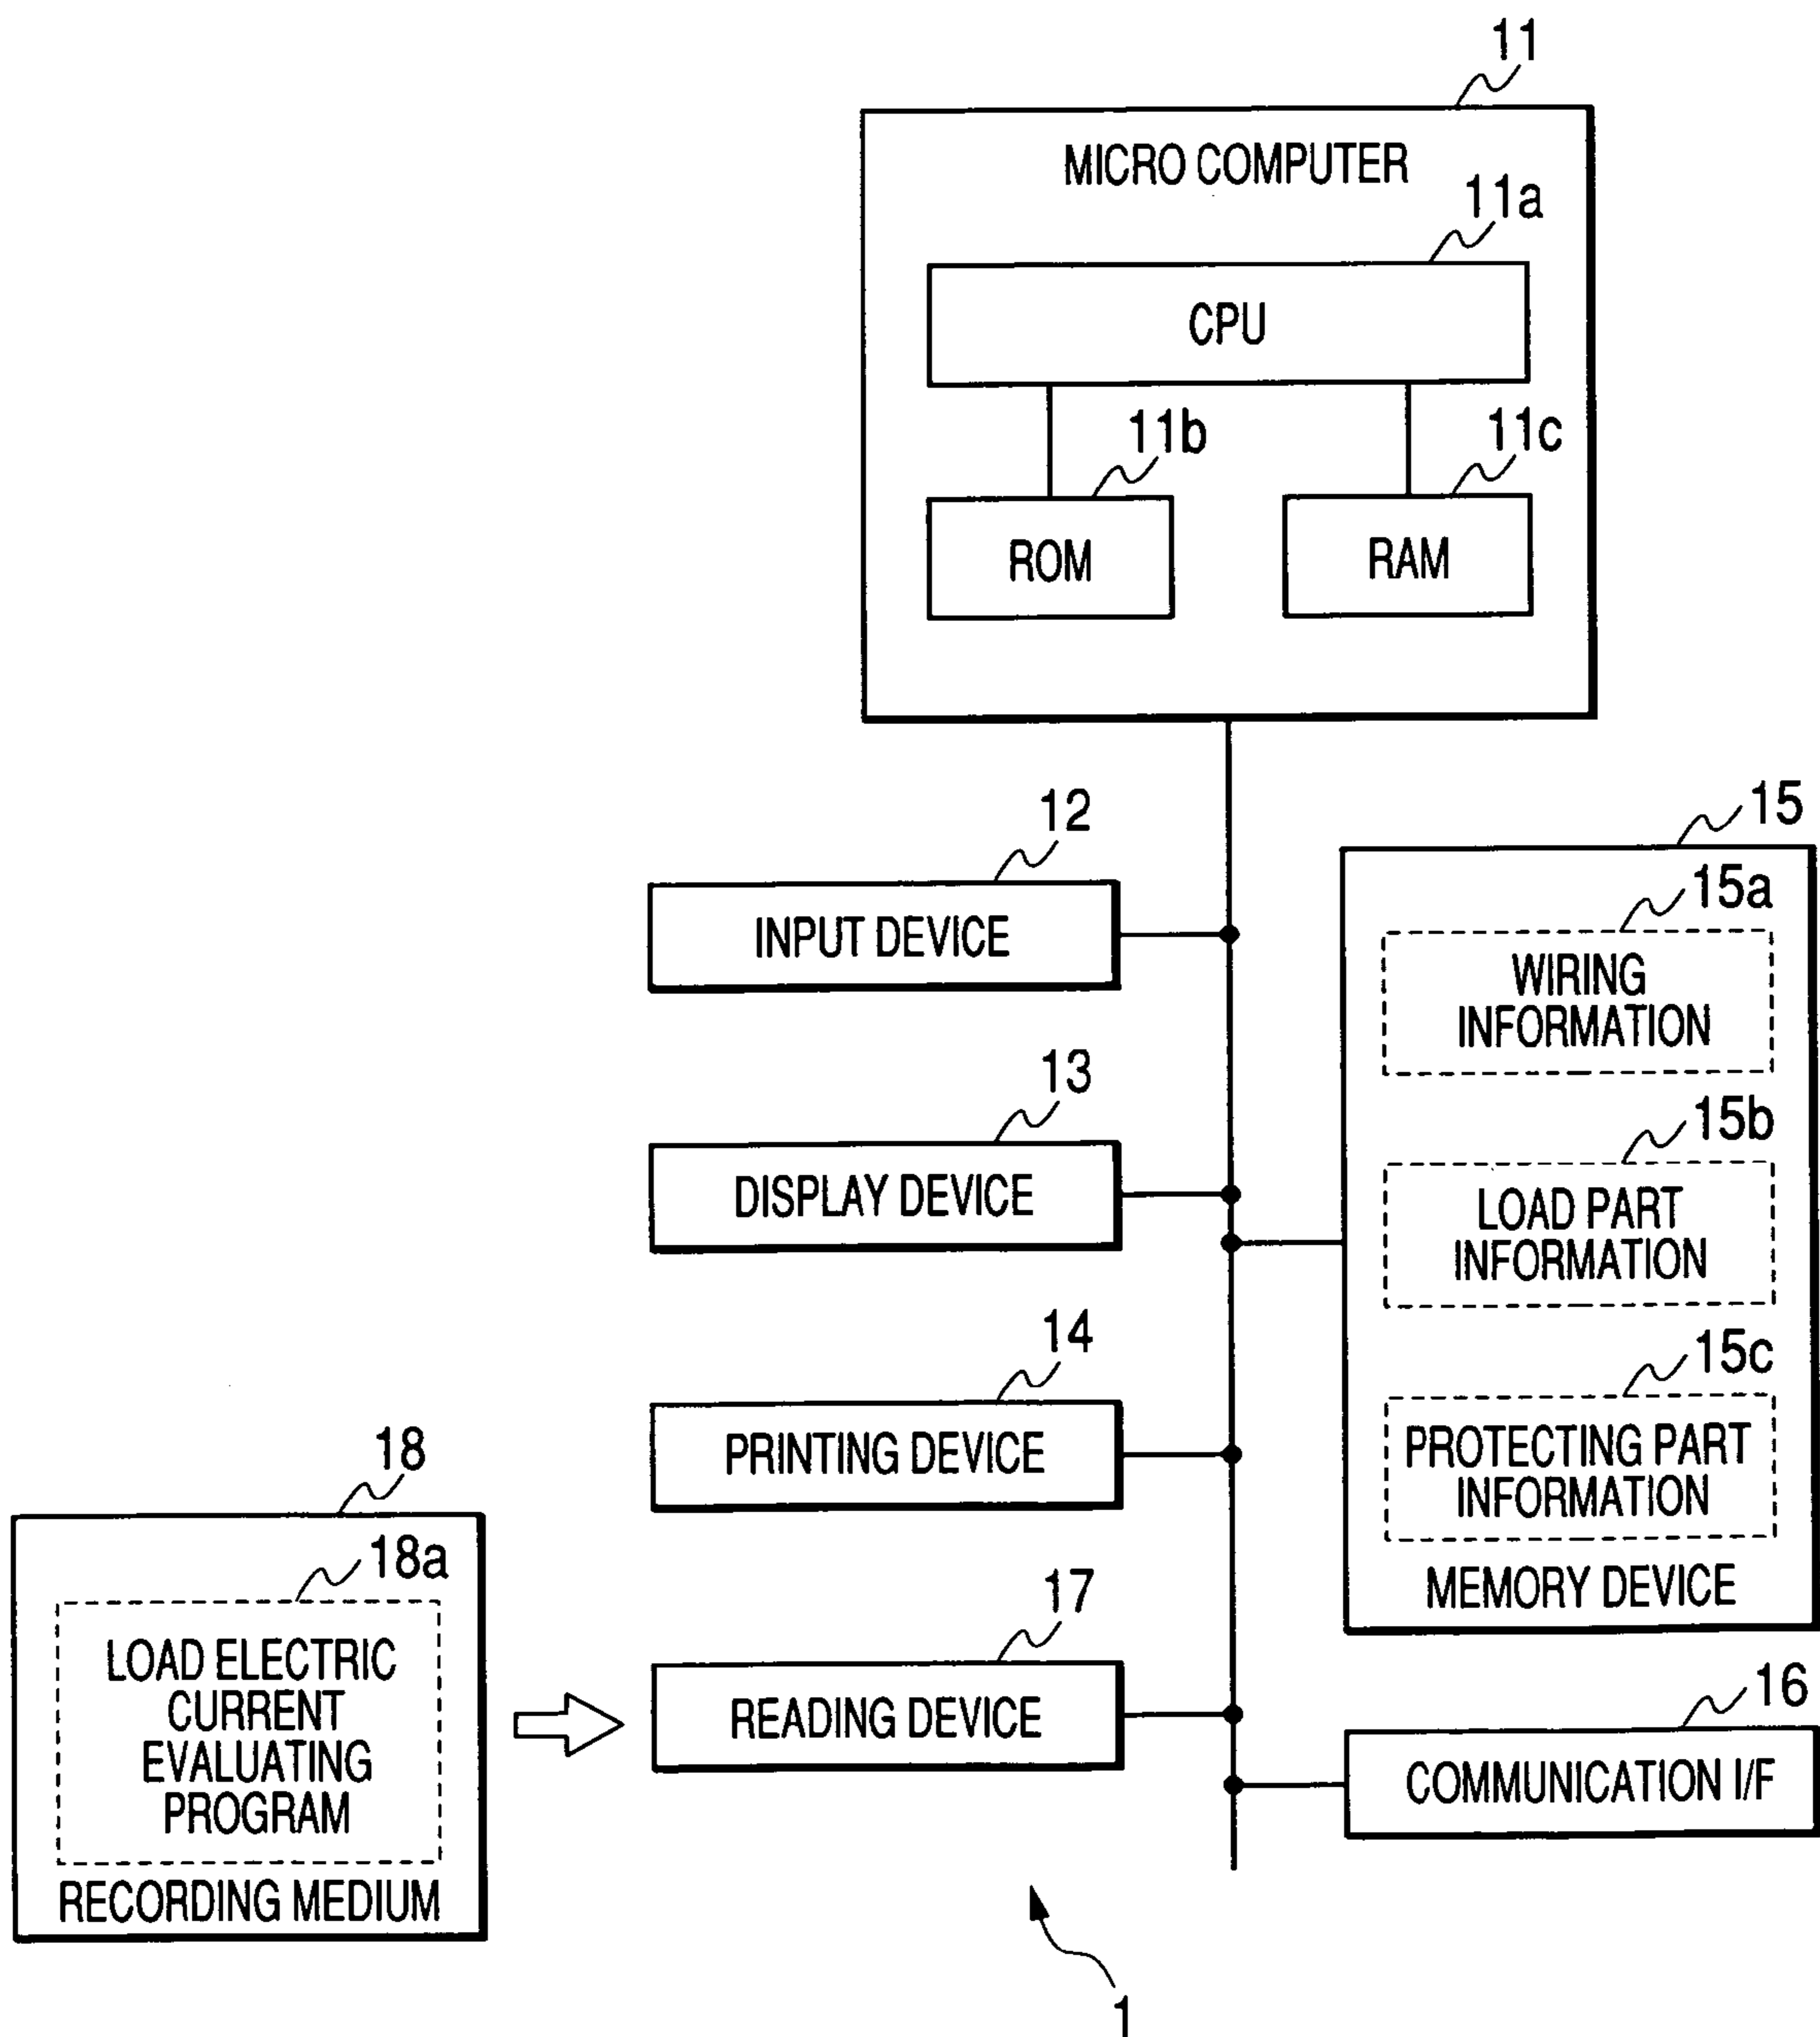 11
MICRO COMPUTER
11a
CPU
11b
11c
ROM
RAM
12
INPUT DEVICE
15
15a
WIRING
INFORMATION
13
DISPLAY DEVICE
15b
LOAD PART
INFORMATION
14
PRINTING DEVICE
15c
PROTECTING PART
INFORMATION
MEMORY DEVICE
18
18a
LOAD ELECTRIC
CURRENT
EVALUATING
PROGRAM
RECORDING MEDIUM
17
READING DEVICE
16
COMMUNICATION I/F
1